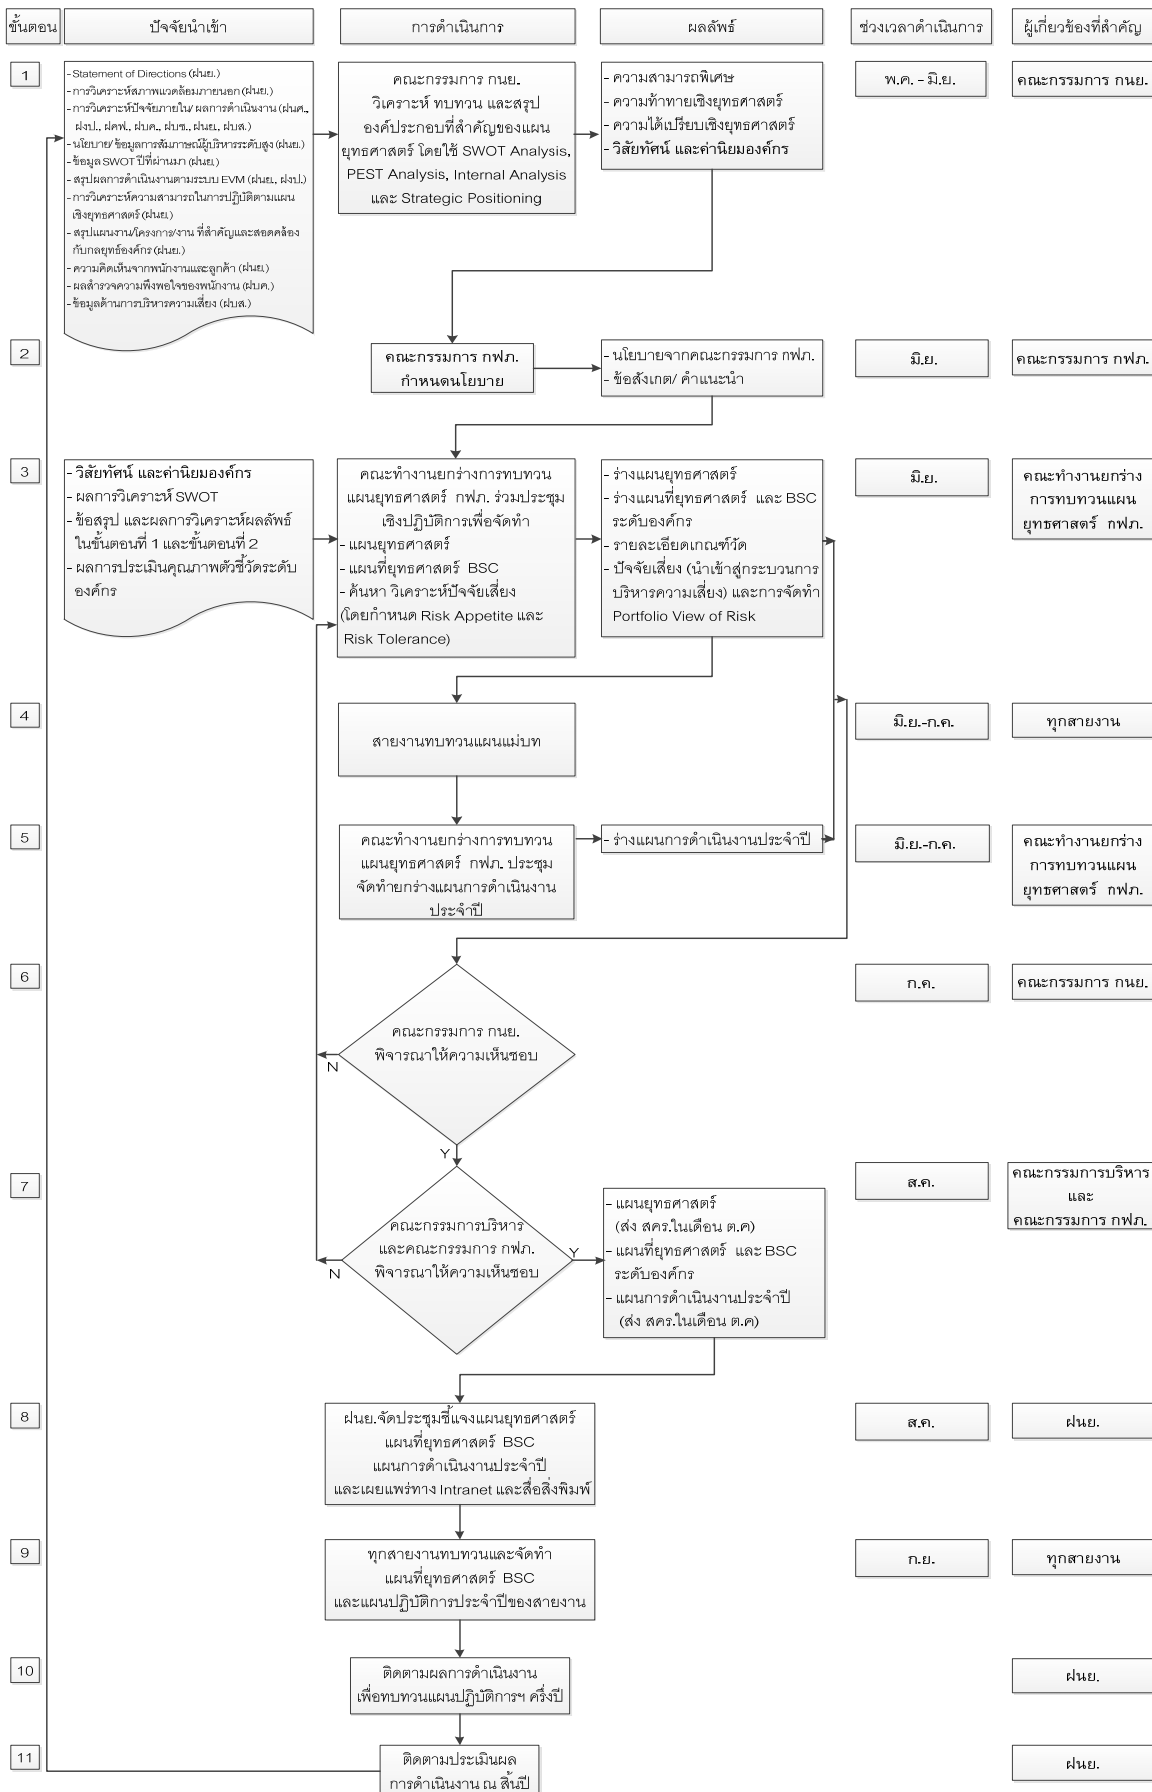 ขั้นตอน
ปัจจัยนำเข้า
การดำเนินการ
ผลลัพธ์
ช่วงเวลาดำเนินการ
ผู้เกี่ยวข้องที่สำคัญ
1
- Statement of Directions (ฝนย.)
- การวิเคราะห์สภาพแวดล้อมภายนอก (ฝนย.)
- การวิเคราะห์ปัจจัยภายใน/ ผลการดำเนินงาน (ฝนศ.,
ฝงป., ฝคฟ., ฝบค., ฝบช., ฝนย., ฝบส.)
- นโยบาย/ ข้อมูลการสัมภาษณ์ผู้บริหารระดับสูง (ฝนย.)
- ข้อมูล SWOT ปีที่ผ่านมา (ฝนย.)
- สรุปผลการดำเนินงานตามระบบ EVM (ฝนย., ฝงป.)
- การวิเคราะห์ความสามารถในการปฏิบัติตามแผน
เชิงยุทธศาสตร์ (ฝนย.)
- สรุปแผนงาน/โครงการ/งาน ที่สำคัญและสอดคล้อง
กับกลยุทธ์องค์กร (ฝนย.)
- ความคิดเห็นจากพนักงานและลูกค้า (ฝนย.)
- ผลสำรวจความพึงพอใจของพนักงาน (ฝบค.)
- ข้อมูลด้านการบริหารความเสี่ยง (ฝบส.)
คณะกรรมการ กนย.
วิเคราะห์ ทบทวน และสรุป
องค์ประกอบที่สำคัญของแผน
ยุทธศาสตร์ โดยใช้ SWOT Analysis,
PEST Analysis, Internal Analysis
และ Strategic Positioning
- ความสามารถพิเศษ
- ความท้าทายเชิงยุทธศาสตร์
- ความได้เปรียบเชิงยุทธศาสตร์
- วิสัยทัศน์ และค่านิยมองค์กร
พ.ค. - มิ.ย.
คณะกรรมการ กนย.
2
คณะกรรมการ กฟภ.
กำหนดนโยบาย
- นโยบายจากคณะกรรมการ กฟภ.
- ข้อสังเกต/ คำแนะนำ
มิ.ย.
คณะกรรมการ กฟภ.
3
- วิสัยทัศน์ และค่านิยมองค์กร
- ผลการวิเคราะห์ SWOT
- ข้อสรุป และผลการวิเคราะห์ผลลัพธ์
ในขั้นตอนที่ 1 และขั้นตอนที่ 2
- ผลการประเมินคุณภาพตัวชี้วัดระดับ
องค์กร
คณะทำงานยกร่างการทบทวน
แผนยุทธศาสตร์ กฟภ. ร่วมประชุม
เชิงปฏิบัติการเพื่อจัดทำ
- แผนยุทธศาสตร์
- แผนที่ยุทธศาสตร์ BSC
- ค้นหา วิเคราะห์ปัจจัยเสี่ยง
(โดยกำหนด Risk Appetite และ
Risk Tolerance)
- ร่างแผนยุทธศาสตร์
- ร่างแผนที่ยุทธศาสตร์ และ BSC
ระดับองค์กร
- รายละเอียดเกณฑ์วัด
- ปัจจัยเสี่ยง (นำเข้าสู่กระบวนการ
บริหารความเสี่ยง) และการจัดทำ
Portfolio View of Risk
มิ.ย.
คณะทำงานยกร่าง
การทบทวนแผน
ยุทธศาสตร์ กฟภ.
4
สายงานทบทวนแผนแม่บท
มิ.ย.-ก.ค.
ทุกสายงาน
5
คณะทำงานยกร่างการทบทวน
แผนยุทธศาสตร์ กฟภ. ประชุม
จัดทำยกร่างแผนการดำเนินงาน
ประจำปี
- ร่างแผนการดำเนินงานประจำปี
มิ.ย.-ก.ค.
คณะทำงานยกร่าง
การทบทวนแผน
ยุทธศาสตร์ กฟภ.
6
คณะกรรมการ กนย.
พิจารณาให้ความเห็นชอบ
N
Y
ก.ค.
คณะกรรมการ กนย.
7
คณะกรรมการบริหาร
และคณะกรรมการ กฟภ.
พิจารณาให้ความเห็นชอบ
N
Y
- แผนยุทธศาสตร์
(ส่ง สคร.ในเดือน ต.ค)
- แผนที่ยุทธศาสตร์ และ BSC
ระดับองค์กร
- แผนการดำเนินงานประจำปี
(ส่ง สคร.ในเดือน ต.ค)
ส.ค.
คณะกรรมการบริหาร
และ
คณะกรรมการ กฟภ.
8
ฝนย.จัดประชุมชี้แจงแผนยุทธศาสตร์
แผนที่ยุทธศาสตร์ BSC
แผนการดำเนินงานประจำปี
และเผยแพร่ทาง Intranet และสื่อสิ่งพิมพ์
ส.ค.
ฝนย.
9
ทุกสายงานทบทวนและจัดทำ
แผนที่ยุทธศาสตร์ BSC
และแผนปฏิบัติการประจำปีของสายงาน
ก.ย.
ทุกสายงาน
10
ติดตามผลการดำเนินงาน
เพื่อทบทวนแผนปฏิบัติการฯ ครึ่งปี
ฝนย.
11
ติดตามประเมินผล
การดำเนินงาน ณ สิ้นปี
ฝนย.